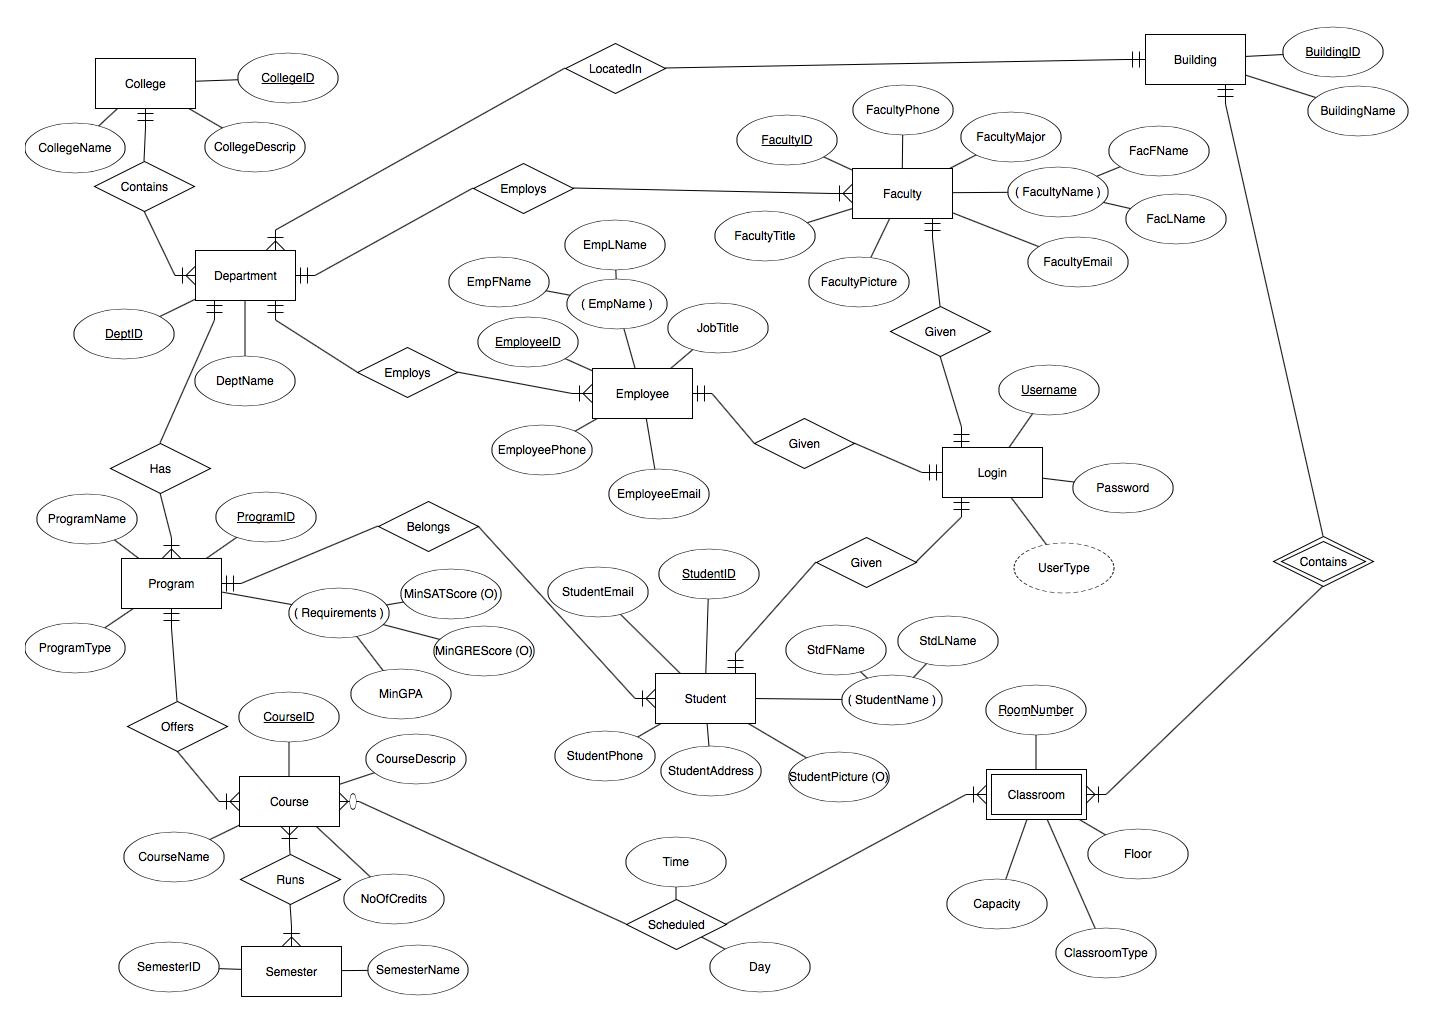 LocatedIn
Building
BuildingID
BuildingName
College
CollegeID
CollegeName
CollegeDescrip
Contains
FacultyPhone
FacultyID
FacultyMajor
FacFName
Employs
Faculty
( FacultyName )
FacLName
FacultyTitle
FacultyEmail
FacultyPicture
EmpLName
Department
EmpFName
( EmpName )
DeptID
EmployeeID
JobTitle
Given
DeptName
Employs
Employee
Username
EmployeePhone
Given
Has
Login
EmployeeEmail
Password
ProgramName
ProgramID
Belongs
Given
UserType
Contains
Program
StudentID
StudentEmail
MinSATScore (O)
( Requirements )
ProgramType
MinGREScore (O)
StdFName
StdLName
MinGPA
Student
( StudentName )
CourseID
RoomNumber
Offers
CourseDescrip
StudentPhone
StudentAddress
StudentPicture (O)
Course
Classroom
CourseName
Time
Floor
Runs
NoOfCredits
Capacity
Scheduled
SemesterID
Semester
SemesterName
Day
ClassroomType